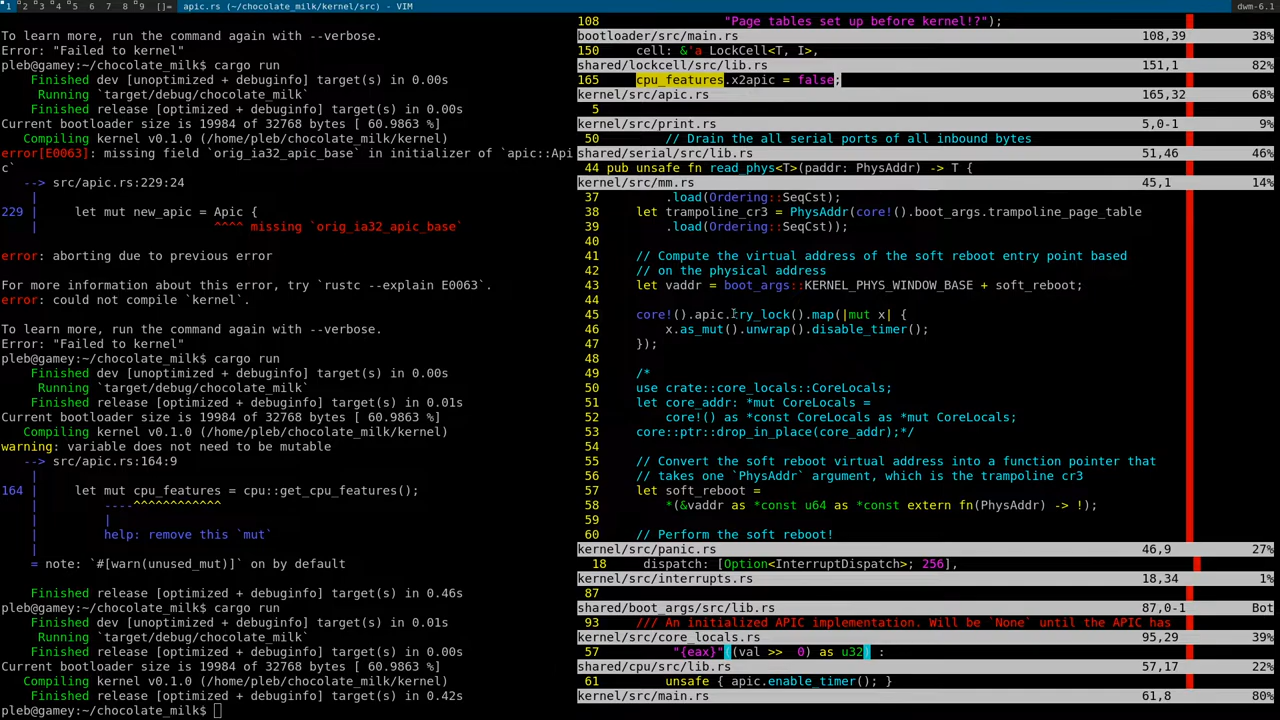 1 2 3 4 5 6 7 8 9 []= apic.rs (~/chocolate_milk/kernel/src) - VIM dwm-6.1
To learn more, run the command again with --verbose.
Error: "Failed to kernel"
pleb@gamey:~/chocolate_milk$ cargo run
Finished dev [unoptimized + debuginfo] target(s) in 0.00s
Running `target/debug/chocolate_milk`
Finished release [optimized + debuginfo] target(s) in 0.00s
Current bootloader size is 19984 of 32768 bytes [ 60.9863 %]
Compiling kernel v0.1.0 (/home/pleb/chocolate_milk/kernel)
error[E0063]: missing field `orig_ia32_apic_base` in initializer of `apic::Api
c`
--> src/apic.rs:229:24
|
229 | let mut new_apic = Apic {
| ^^^^ missing `orig_ia32_apic_base`
error: aborting due to previous error
For more information about this error, try `rustc --explain E0063`.
error: could not compile `kernel`.
To learn more, run the command again with --verbose.
Error: "Failed to kernel"
pleb@gamey:~/chocolate_milk$ cargo run
Finished dev [unoptimized + debuginfo] target(s) in 0.00s
Running `target/debug/chocolate_milk`
Finished release [optimized + debuginfo] target(s) in 0.01s
Current bootloader size is 19984 of 32768 bytes [ 60.9863 %]
Compiling kernel v0.1.0 (/home/pleb/chocolate_milk/kernel)
warning: variable does not need to be mutable
--> src/apic.rs:164:9
|
164 | let mut cpu_features = cpu::get_cpu_features();
| ----^^^^^^^^^^^^
| |
| help: remove this `mut`
|
= note: `#[warn(unused_mut)]` on by default
Finished release [optimized + debuginfo] target(s) in 0.46s
pleb@gamey:~/chocolate_milk$ cargo run
Finished dev [unoptimized + debuginfo] target(s) in 0.01s
Running `target/debug/chocolate_milk`
Finished release [optimized + debuginfo] target(s) in 0.00s
Current bootloader size is 19984 of 32768 bytes [ 60.9863 %]
Compiling kernel v0.1.0 (/home/pleb/chocolate_milk/kernel)
Finished release [optimized + debuginfo] target(s) in 0.42s
pleb@gamey:~/chocolate_milk$
108 "Page tables set up before kernel!?");
bootloader/src/main.rs 108,39 38%
150 cell: &'a LockCell<T, I>,
shared/lockcell/src/lib.rs 151,1 82%
165 cpu_features.x2apic = false;
kernel/src/apic.rs 165,32 68%
5
kernel/src/print.rs 5,0-1 9%
50 // Drain the all serial ports of all inbound bytes
shared/serial/src/lib.rs 51,46 46%
44 pub unsafe fn read_phys<T>(paddr: PhysAddr) -> T {
kernel/src/mm.rs 45,1 14%
37 .load(Ordering::SeqCst);
38 let trampoline_cr3 = PhysAddr(core!().boot_args.trampoline_page_table
39 .load(Ordering::SeqCst));
40
41 // Compute the virtual address of the soft reboot entry point based
42 // on the physical address
43 let vaddr = boot_args::KERNEL_PHYS_WINDOW_BASE + soft_reboot;
44
45 core!().apic.try_lock().map(|mut x| {
46 x.as_mut().unwrap().disable_timer();
47 });
48
49 /*
50 use crate::core_locals::CoreLocals;
51 let core_addr: *mut CoreLocals =
52 core!() as *const CoreLocals as *mut CoreLocals;
53 core::ptr::drop_in_place(core_addr);*/
54
55 // Convert the soft reboot virtual address into a function pointer that
56 // takes one `PhysAddr` argument, which is the trampoline cr3
57 let soft_reboot =
58 *(&vaddr as *const u64 as *const extern fn(PhysAddr) -> !);
59
60 // Perform the soft reboot!
kernel/src/panic.rs 46,9 27%
18 dispatch: [Option<InterruptDispatch>; 256],
kernel/src/interrupts.rs 18,34 1%
87
shared/boot_args/src/lib.rs 87,0-1 Bot
93 /// An initialized APIC implementation. Will be `None` until the APIC has
kernel/src/core_locals.rs 95,29 39%
57 "{eax}"((val >> 0) as u32) :
shared/cpu/src/lib.rs 57,17 22%
61 unsafe { apic.enable_timer(); }
kernel/src/main.rs 61,8 80%